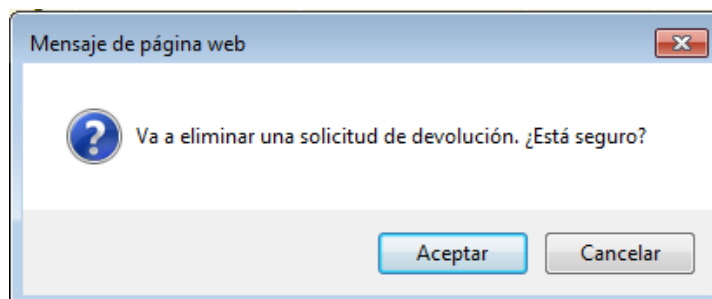 Mensaje de página web
Va a eliminar una solicitud de devolución. ¿Está seguro?
Aceptar
Cancelar